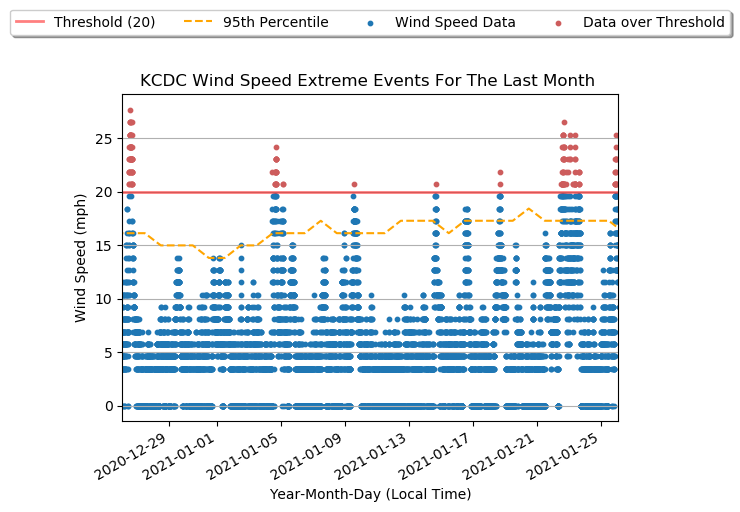 Threshold (20) 95th Percentile Wind Speed Data Data over Threshold
KCDC Wind Speed Extreme Events For The Last Month
Wind Speed (mph)
25
20
15
10
5
0
2020-12-29 2021-01-01 2021-01-05 2021-01-09 2021-01-13 2021-01-17 2021-01-21 2021-01-25
Year-Month-Day (Local Time)